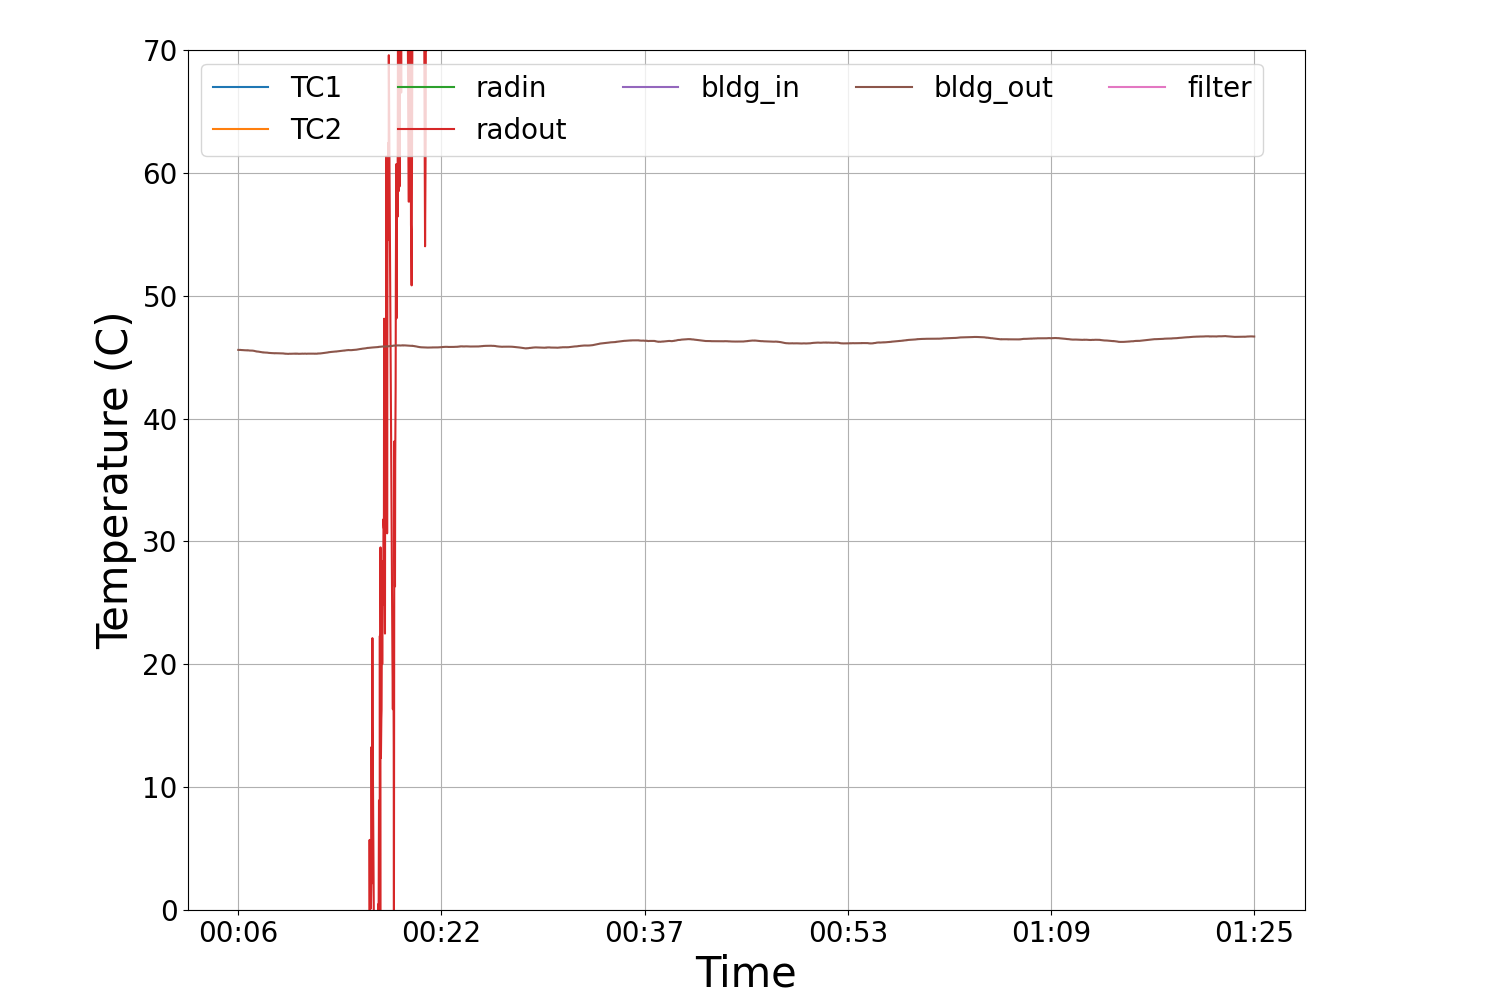 TC1
TC2
radin
radout
bldg_in
bldg_out
filter
70
60
50
40
30
20
10
0
Temperature (C)
00:06 00:22 00:37 00:53 01:09 01:25
Time